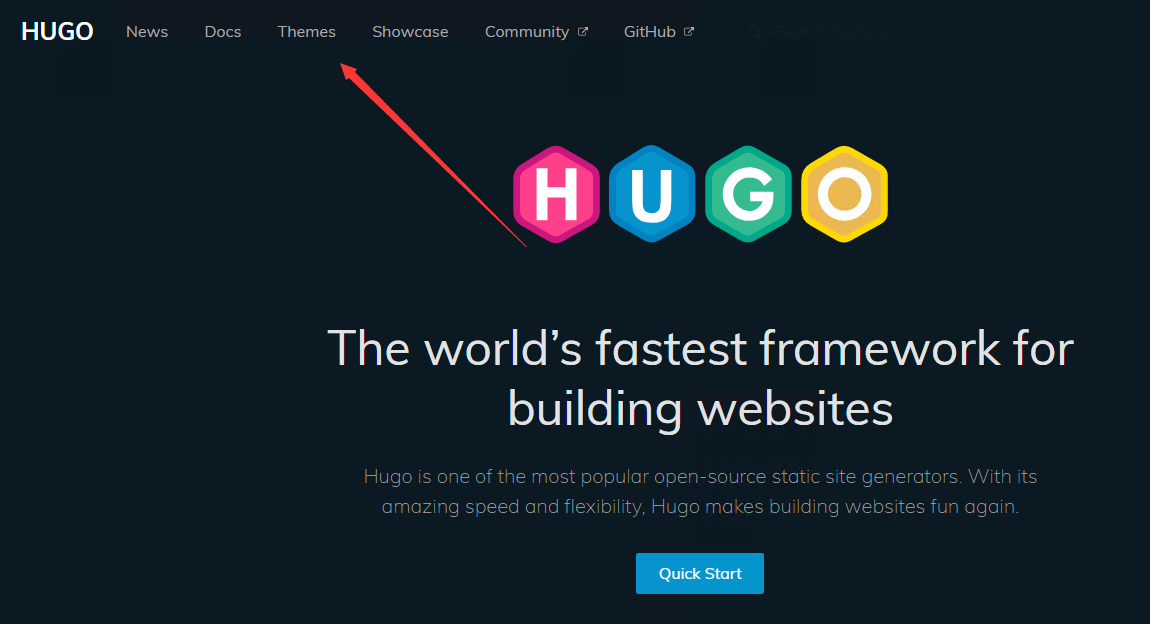 HUGO News Docs Themes Showcase Community GitHub Search the Docs
HUGO
The world's fastest framework for
building websites
Hugo is one of the most popular open-source static site generators. With its
amazing speed and flexibility, Hugo makes building websites fun again.
Quick Start